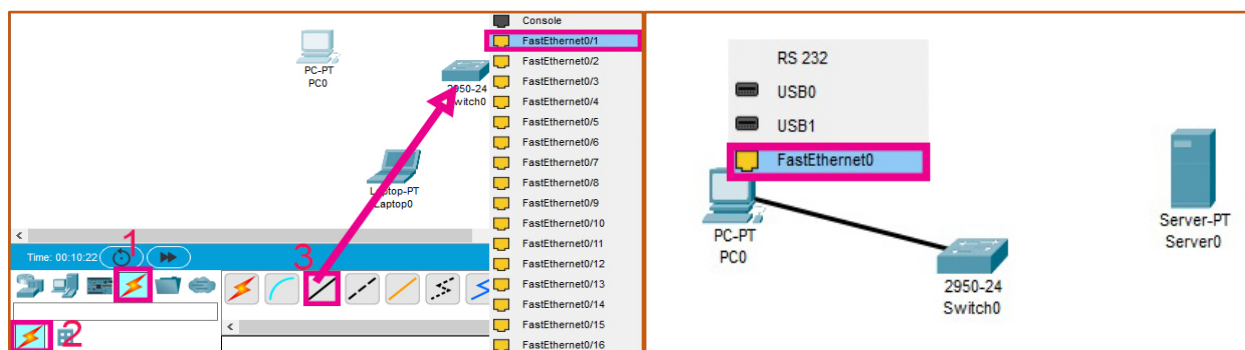 Console
FastEthernet0/1
FastEthernet0/2
FastEthernet0/3
FastEthernet0/4
FastEthernet0/5
FastEthernet0/6
FastEthernet0/7
FastEthernet0/8
FastEthernet0/9
FastEthernet0/10
FastEthernet0/11
FastEthernet0/12
FastEthernet0/13
FastEthernet0/14
FastEthernet0/15
FastEthernet0/16
PC-PT
PC0
2950-24
witch0
Laptop-PT
Laptop0
<
1
Time: 00:10:22
3
2
<
RS 232
USB0
USB1
FastEthernet0
PC-PT
PC0
2950-24
Switch0
Server-PT
Server0